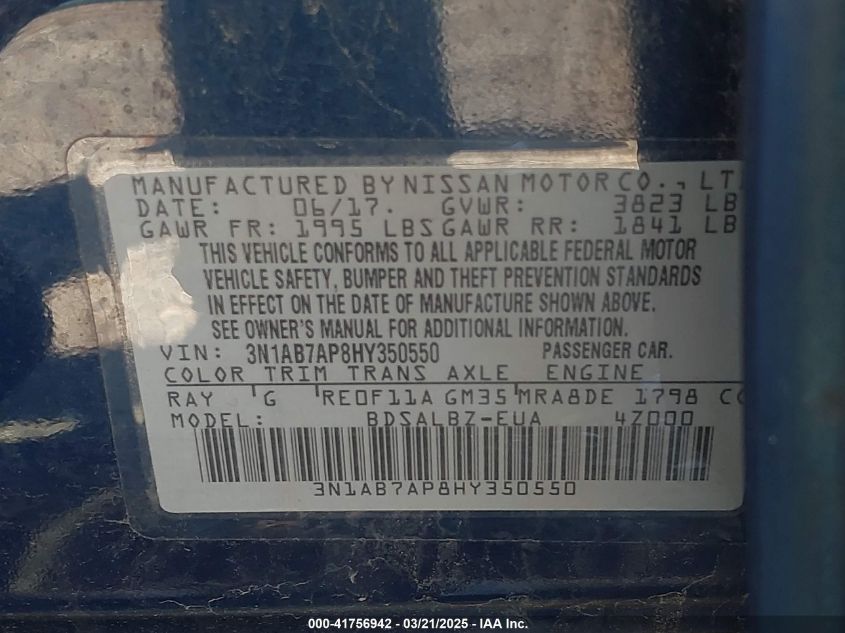 MANUFACTURED BY NISSAN MOTOR CO., LT
DATE: 06/17. GVWR: 3823 LB
GAWR FR: 1995 LBS GAWR RR: 1841 LB
THIS VEHICLE CONFORMS TO ALL APPLICABLE FEDERAL MOTOR
VEHICLE SAFETY, BUMPER AND THEFT PREVENTION STANDARDS
IN EFFECT ON THE DATE OF MANUFACTURE SHOWN ABOVE.
SEE OWNER'S MANUAL FOR ADDITIONAL INFORMATION.
VIN: 3N1AB7AP8HY350550 PASSENGER CAR.
COLOR TRIM TRANS AXLE ENGINE
RAY G RE0F11A GM35 MRA8DE 1798 CC
MODEL: BDSALBZ-EUA 4Z000
3N1AB7AP8HY350550
000-41756942 - 03/21/2025 - IAA Inc.